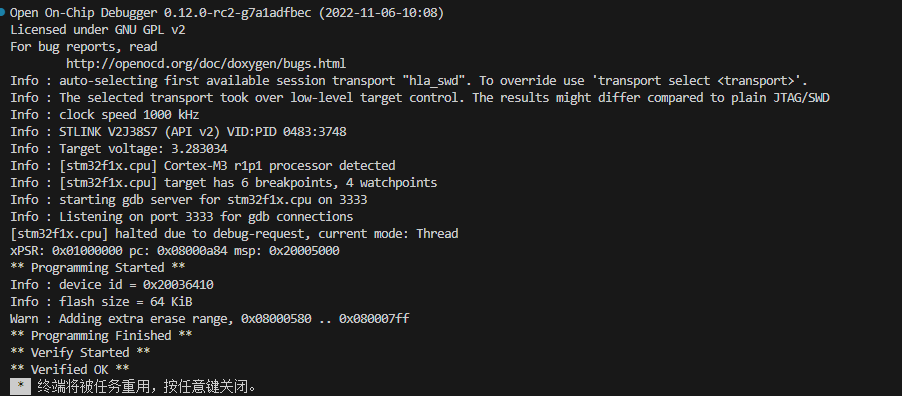 Open On-Chip Debugger 0.12.0-rc2-g7a1adfbec (2022-11-06-10:08)
Licensed under GNU GPL v2
For bug reports, read
http://openocd.org/doc/doxygen/bugs.html
Info : auto-selecting first available session transport "hla_swd". To override use 'transport select <transport>'.
Info : The selected transport took over low-level target control. The results might differ compared to plain JTAG/SWD
Info : clock speed 1000 kHz
Info : STLINK V2J38S7 (API v2) VID:PID 0483:3748
Info : Target voltage: 3.283034
Info : [stm32f1x.cpu] Cortex-M3 r1p1 processor detected
Info : [stm32f1x.cpu] target has 6 breakpoints, 4 watchpoints
Info : starting gdb server for stm32f1x.cpu on 3333
Info : Listening on port 3333 for gdb connections
[stm32f1x.cpu] halted due to debug-request, current mode: Thread
xPSR: 0x01000000 pc: 0x08000a84 msp: 0x20005000
** Programming Started **
Info : device id = 0x20036410
Info : flash size = 64 KiB
Warn : Adding extra erase range, 0x08000580 .. 0x080007ff
** Programming Finished **
** Verify Started **
** Verified OK **
* 终端将被任务重用，按任意键关闭。